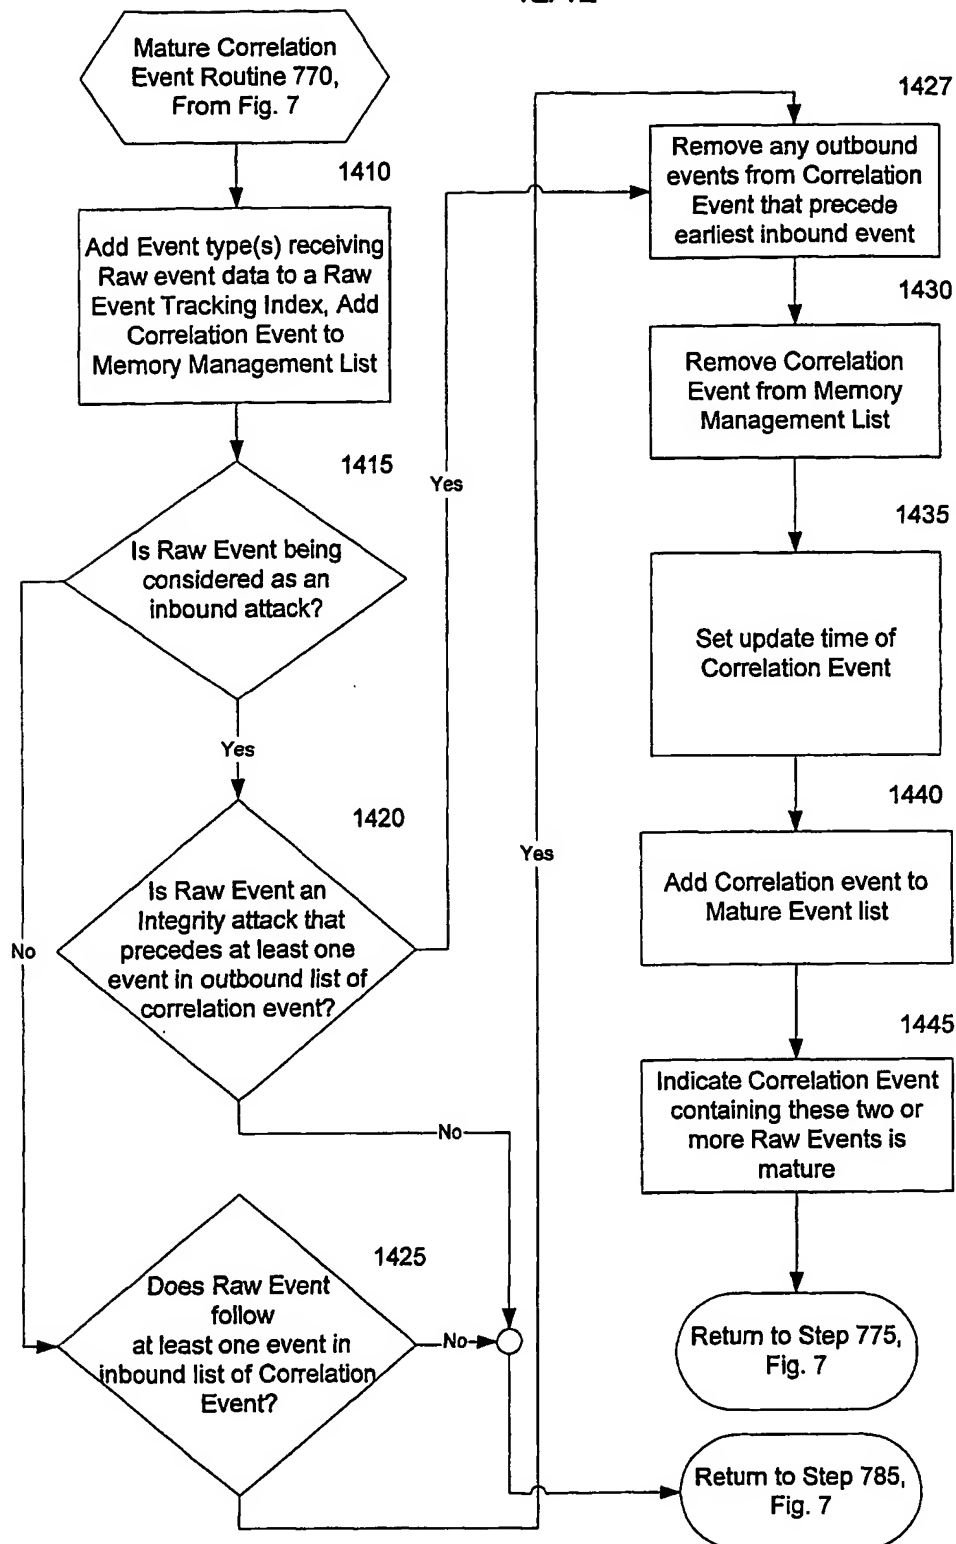 Mature Correlation
Event Routine 770,
From Fig. 7
1410
Add Event type(s) receiving
Raw event data to a Raw
Event Tracking Index, Add
Correlation Event to
Memory Management List
1415
Is Raw Event being
considered as an
inbound attack?
Yes
No
1420
Is Raw Event an
Integrity attack that
precedes at least one
event in outbound list of
correlation event?
Yes
No
1425
Does Raw Event
follow
at least one event in
inbound list of Correlation
Event?
No
Yes
1427
Remove any outbound
events from Correlation
Event that precede
earliest inbound event
1430
Remove Correlation
Event from Memory
Management List
1435
Set update time of
Correlation Event
1440
Add Correlation event to
Mature Event list
1445
Indicate Correlation Event
containing these two or
more Raw Events is
mature
Return to Step 775,
Fig. 7
Return to Step 785,
Fig. 7